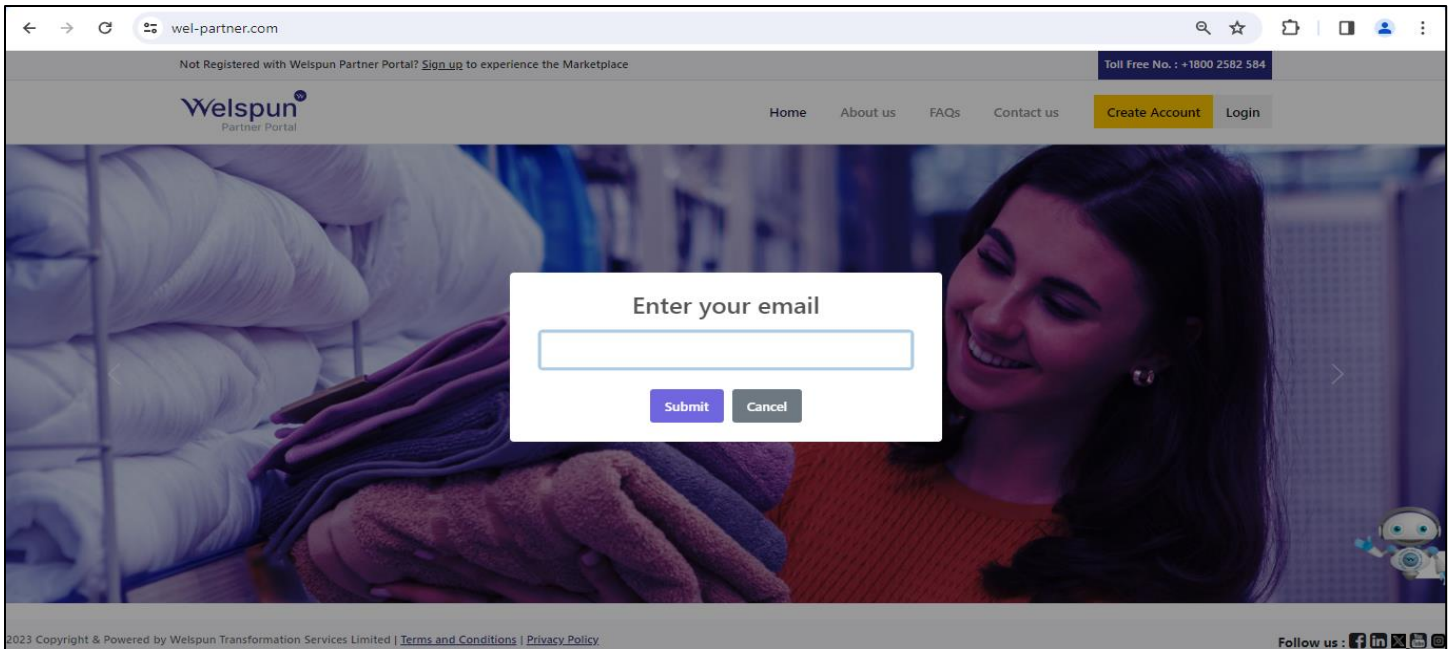 wel-partner.com
Not Registered with Welspun Partner Portal? Sign up to experience the Marketplace
Toll Free No. : +1800 2582 584
Welspun
Partner Portal
Home
About us
FAQs
Contact us
Create Account
Login
Enter your email
Submit
Cancel
2023 Copyright & Powered by Welspun Transformation Services Limited | Terms and Conditions | Privacy Policy
Follow us :